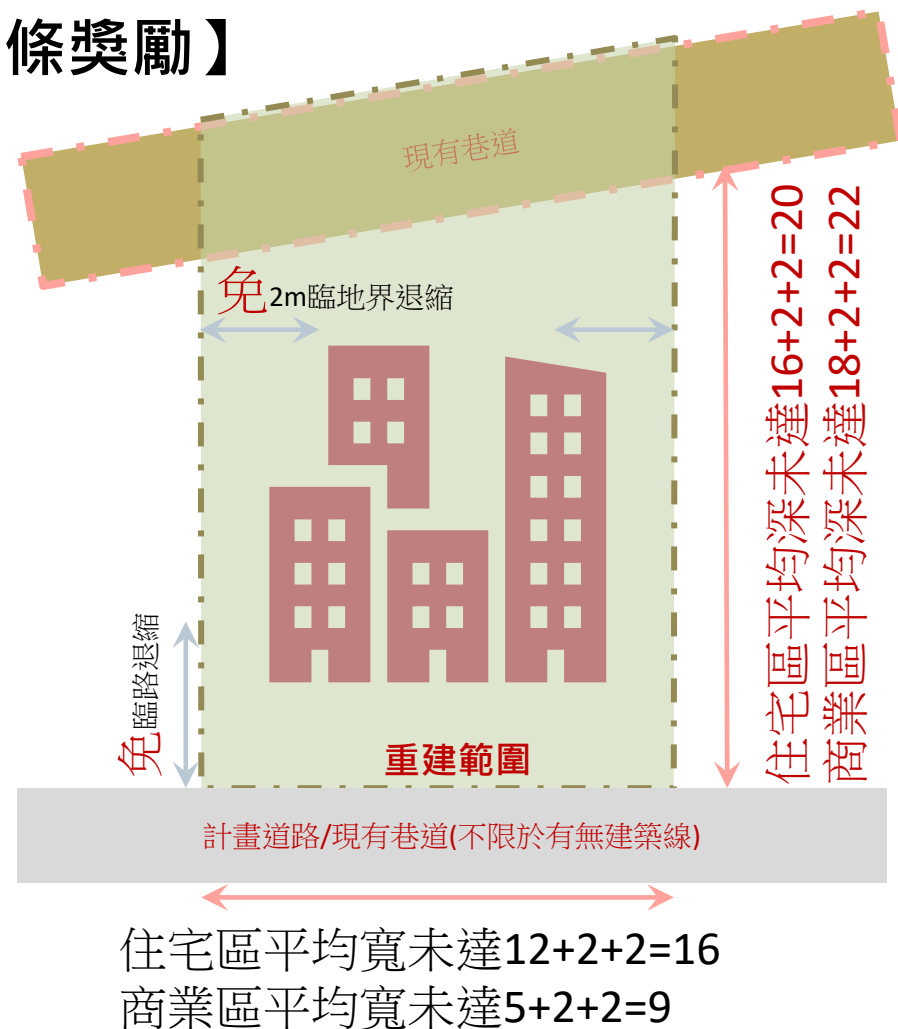 條獎勵】
現有巷道
免2m臨地界退縮
住宅區平均深未達16+2+2=20
商業區平均深未達18+2+2=22
免臨路退縮
重建範圍
計畫道路/現有巷道(不限於有無建築線)
住宅區平均寬未達12+2+2=16
商業區平均寬未達5+2+2=9